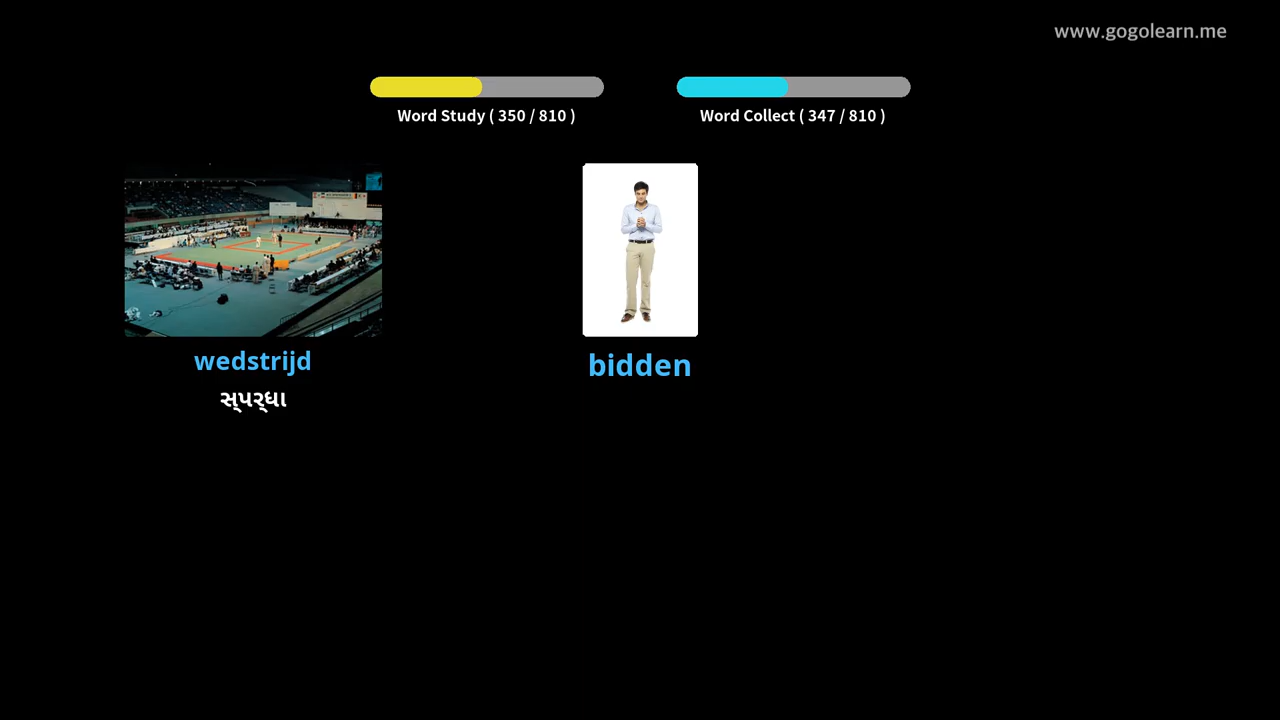 www.gogolearn.me
Word Study ( 350 / 810 )
Word Collect ( 347 / 810 )
wedstrijd
સ્પર્ધા
bidden